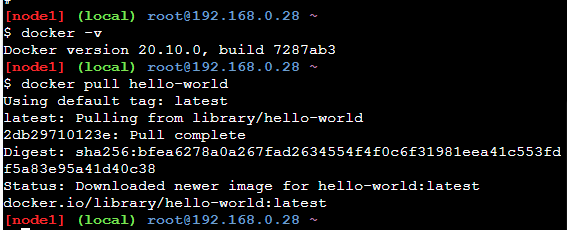 [node1] (local) root@192.168.0.28 ~
$ docker -v
Docker version 20.10.0, build 7287ab3
[node1] (local) root@192.168.0.28 ~
$ docker pull hello-world
Using default tag: latest
latest: Pulling from library/hello-world
2db29710123e: Pull complete
Digest: sha256:bfea6278a0a267fad2634554f4f0c6f31981eea41c553fd
f5a83e95a41d40c38
Status: Downloaded newer image for hello-world:latest
docker.io/library/hello-world:latest
[node1] (local) root@192.168.0.28 ~